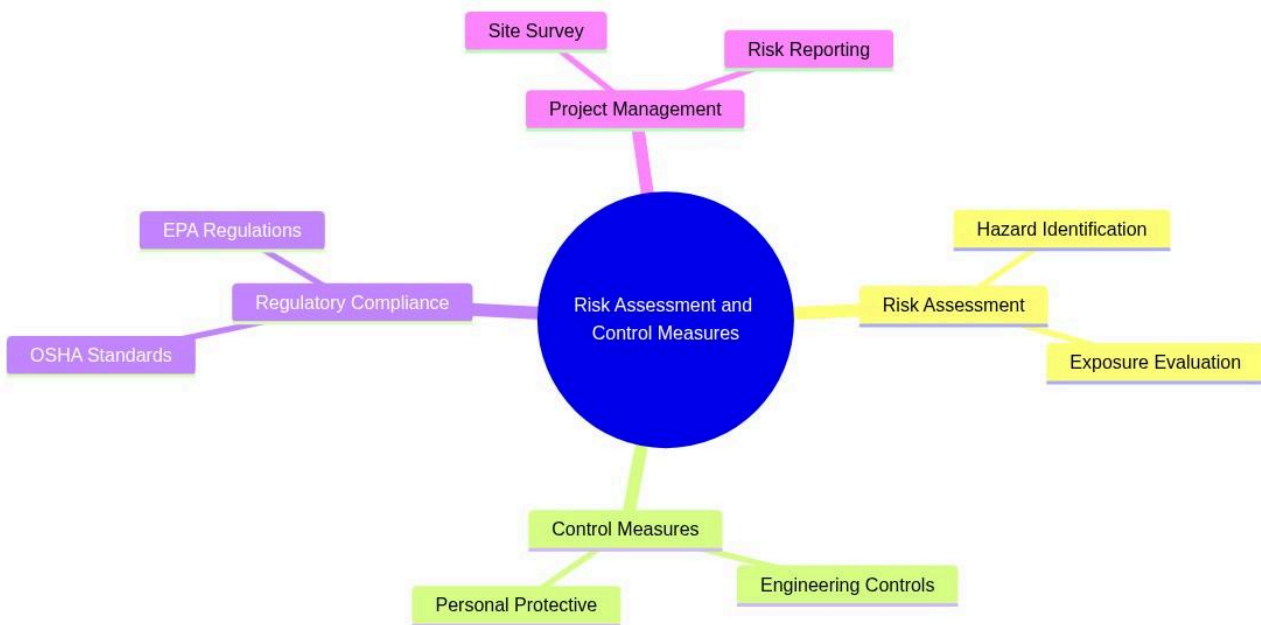 Site Survey
Risk Reporting
Project Management
EPA Regulations
Hazard Identification
Regulatory Compliance
Risk Assessment and
Control Measures
Risk Assessment
OSHA Standards
Exposure Evaluation
Control Measures
Personal Protective
Engineering Controls